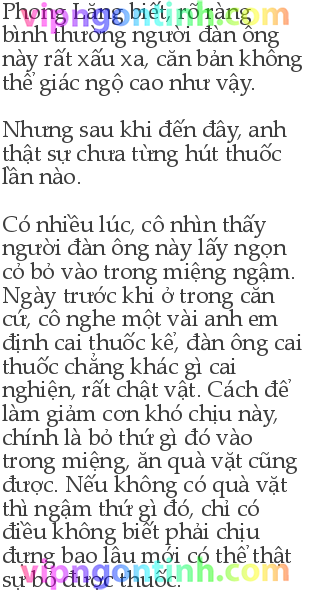 Phong Lăng biết, rõ ràng
bình thường người đàn ông
này rất xấu xa, căn bản không
thể giác ngộ cao như vậy.

Nhưng sau khi đến đây, anh
thật sự chưa từng hút thuốc
lần nào.

Có nhiều lúc, cô nhìn thấy
người đàn ông này lấy ngọn
cỏ bỏ vào trong miệng ngậm.
Ngày trước khi ở trong căn
cứ, cô nghe một vài anh em
định cai thuốc kể, đàn ông cai
thuốc chẳng khác gì cai
nghiện, rất chật vật. Cách để
làm giảm cơn khó chịu này,
chính là bỏ thứ gì đó vào
trong miệng, ăn quà vặt cũng
được. Nếu không có quà vặt
thì ngậm thứ gì đó, chỉ có
điều không biết phải chịu
đựng bao lâu mới có thể thật
sự bỏ được thuốc.
vipngontinh.com
vipngontinh.com